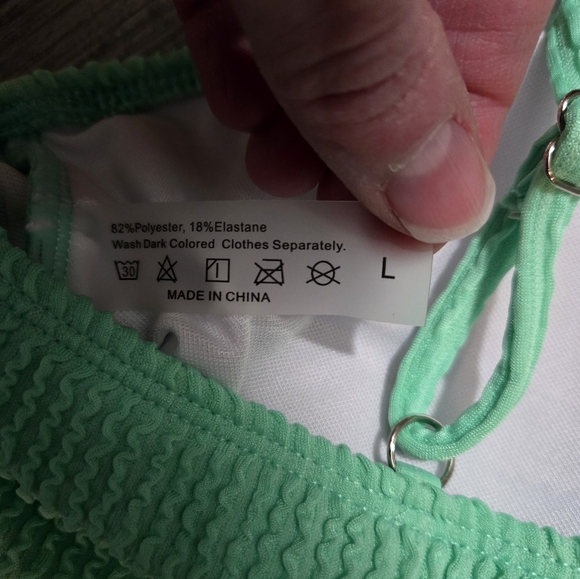 82%Polyester, 18%Elastane
Wash Dark Colored Clothes Separately.
30 L
MADE IN CHINA